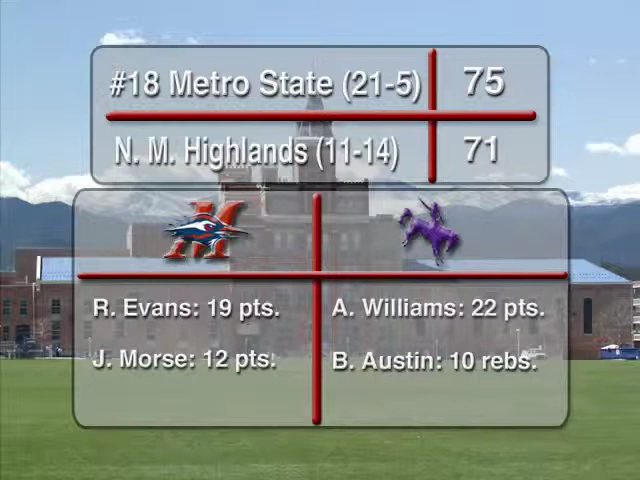 #18 Metro State (21-5) 75
N. M. Highlands (11-14) 71
R. Evans: 19 pts. A. Williams: 22 pts.
J. Morse: 12 pts. B. Austin: 10 rebs.